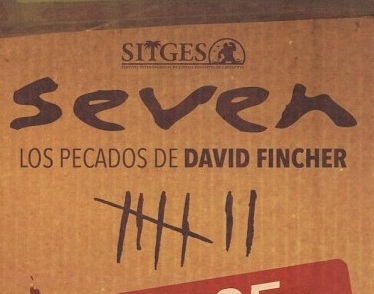 SITGES
seven
LOS PECADOS DE DAVID FINCHER